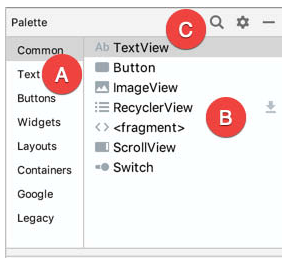 Palette
C
Common
Text
A
Buttons
Widgets
Layouts
Containers
Google
Legacy
Ab TextView
Button
ImageView
RecyclerView
B
<fragment>
ScrollView
Switch